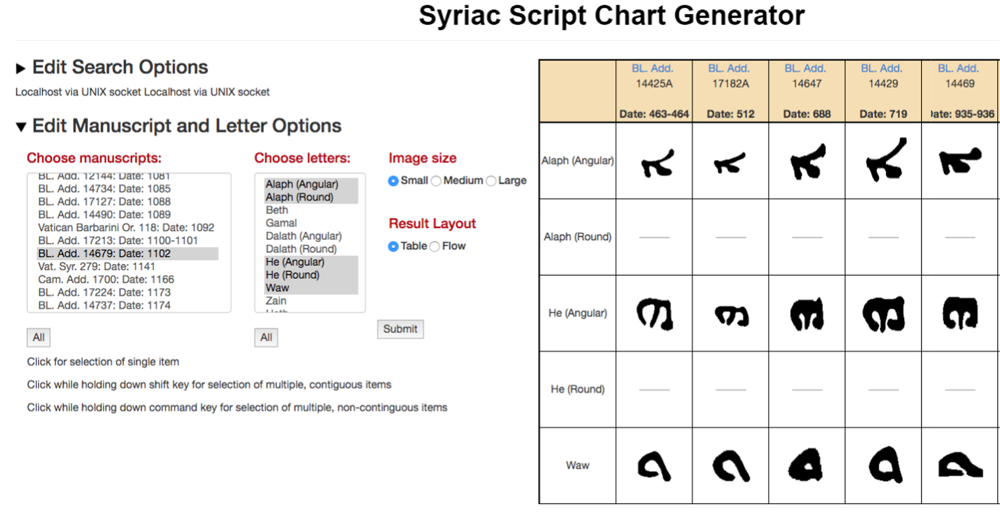 Syriac Script Chart Generator
▶ Edit Search Options
Localhost via UNIX socket Localhost via UNIX socket
▼ Edit Manuscript and Letter Options
Choose manuscripts:
BL. Add. 12144: Date: 1081
BL. Add. 14734: Date: 1085
BL. Add. 17127: Date: 1088
BL. Add. 14490: Date: 1089
Vatican Barbarini Or. 118: Date: 1092
BL. Add. 17213: Date: 1100-1101
BL. Add. 14679: Date: 1102
Vat. Syr. 279: Date: 1141
Cam. Add. 1700: Date: 1166
BL. Add. 17224: Date: 1173
BL. Add. 14737: Date: 1174
All
Choose letters:
Alaph (Angular)
Alaph (Round)
Beth
Gamal
Dalath (Angular)
Dalath (Round)
He (Angular)
He (Round)
Waw
Zain
All
Image size
Small Medium Large
Result Layout
Table Flow
Submit
Click for selection of single item
Click while holding down shift key for selection of multiple, contiguous items
Click while holding down command key for selection of multiple, non-continguous items
BL. Add. BL. Add. BL. Add. BL. Add. BL. Add.
14425A 17182A 14647 14429 14469
Date: 463-464 Date: 512 Date: 688 Date: 719 ate: 935-936
Alaph (Angular)
Alaph (Round)
He (Angular)
He (Round)
Waw